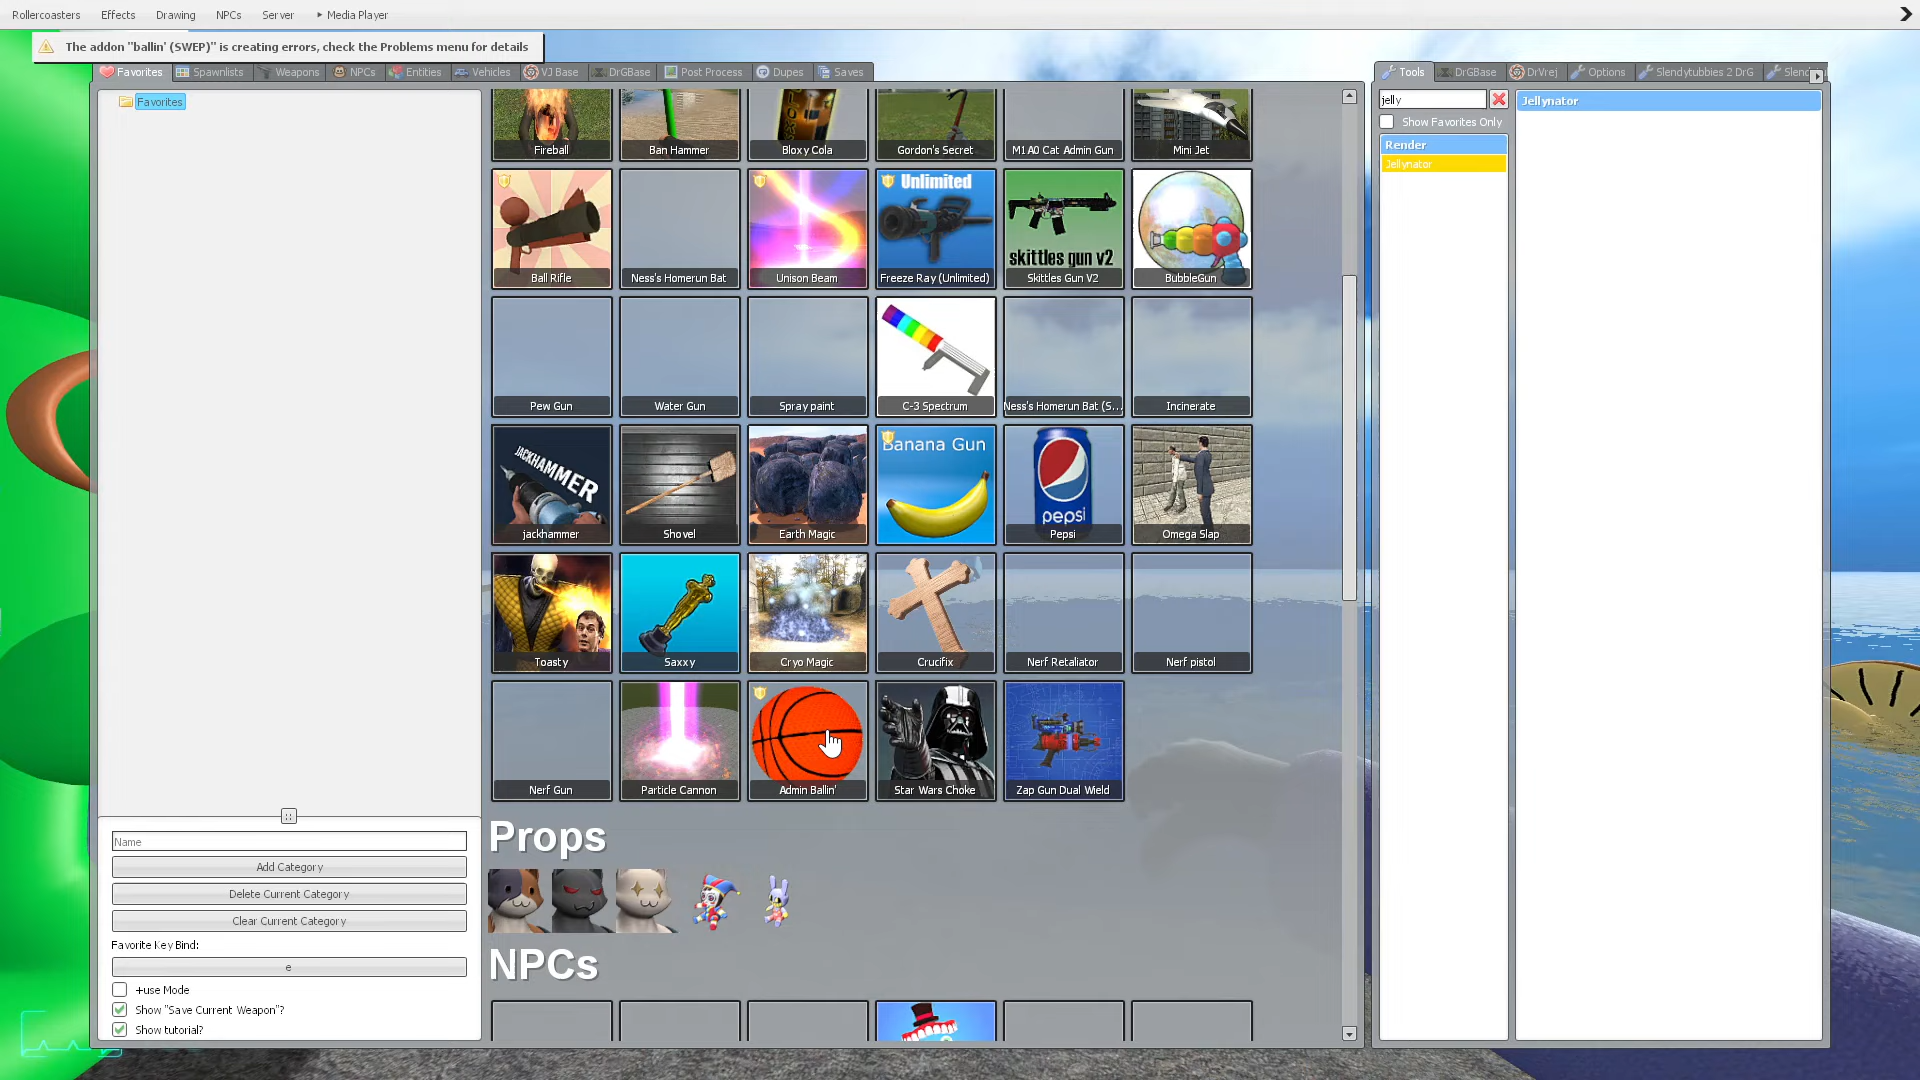 Rollercoasters Effects Drawing NPCs Server Media Player
The addon "ballin' (SWEP)" is creating errors, check the Problems menu for details
Favorites Spawnlists Weapons NPCs Entities Vehicles VJ Base DrGBase Post Process Dupes Saves
Tools DrGBase DrVrej Options Slendytubbies 2 DrG
Favorites
jelly
Show Favorites Only
Render
Jellynator
Jellynator
Fireball Ban Hammer Bloxy Cola Gordon's Secret M1A0 Cat Admin Gun Mini Jet
Unlimited
skittles gun v2
Ball Rifle Ness's Homerun Bat Unison Beam Freeze Ray (Unlimited) Skittles Gun V2 BubbleGun
Pew Gun Water Gun Spray paint C-3 Spectrum Ness's Homerun Bat (S... Incinerate
JACKHAMMER
Banana Gun
pepsi
jackhammer Shovel Earth Magic Pepsi Omega Slap
Toasty Saxxy Cryo Magic Crucifix Nerf Retaliator Nerf pistol
Nerf Gun Particle Cannon Admin Ballin' Star Wars Choke Zap Gun Dual Wield
Props
NPCs
Name
Add Category
Delete Current Category
Clear Current Category
Favorite Key Bind:
e
+use Mode
Show "Save Current Weapon"?
Show tutorial?